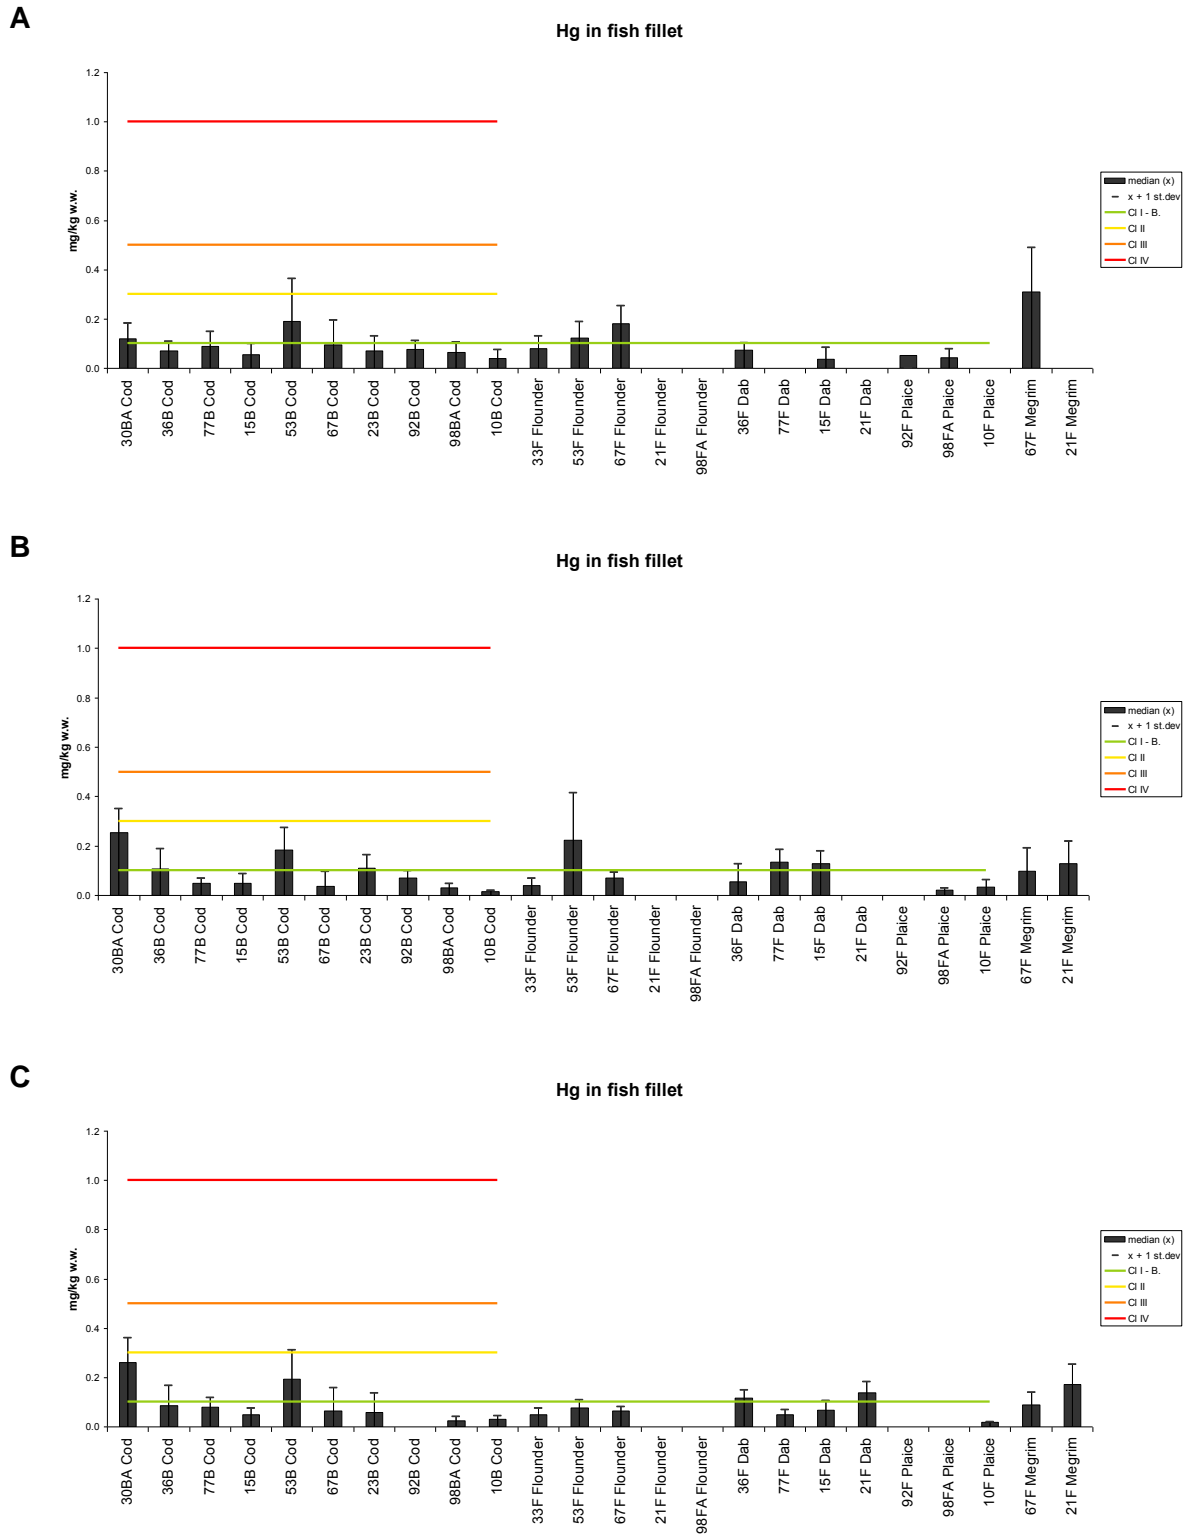 A
Hg in fish fillet
1.2
1.0
0.8
0.6
0.4
0.2
0.0
mg/kg w.w.
30BA Cod
36B Cod
77B Cod
15B Cod
53B Cod
67B Cod
23B Cod
92B Cod
98BA Cod
10B Cod
33F Flounder
53F Flounder
67F Flounder
21F Flounder
98FA Flounder
36F Dab
77F Dab
15F Dab
21F Dab
92F Plaice
98FA Plaice
10F Plaice
67F Megrim
21F Megrim
median (x)
x + 1 st.dev
Cl I - B.
Cl II
Cl III
Cl IV
B
Hg in fish fillet
1.2
1.0
0.8
0.6
0.4
0.2
0.0
mg/kg w.w.
30BA Cod
36B Cod
77B Cod
15B Cod
53B Cod
67B Cod
23B Cod
92B Cod
98BA Cod
10B Cod
33F Flounder
53F Flounder
67F Flounder
21F Flounder
98FA Flounder
36F Dab
77F Dab
15F Dab
21F Dab
92F Plaice
98FA Plaice
10F Plaice
67F Megrim
21F Megrim
median (x)
x + 1 st.dev
Cl I - B.
Cl II
Cl III
Cl IV
C
Hg in fish fillet
1.2
1.0
0.8
0.6
0.4
0.2
0.0
mg/kg w.w.
30BA Cod
36B Cod
77B Cod
15B Cod
53B Cod
67B Cod
23B Cod
92B Cod
98BA Cod
10B Cod
33F Flounder
53F Flounder
67F Flounder
21F Flounder
98FA Flounder
36F Dab
77F Dab
15F Dab
21F Dab
92F Plaice
98FA Plaice
10F Plaice
67F Megrim
21F Megrim
median (x)
x + 1 st.dev
Cl I - B.
Cl II
Cl III
Cl IV